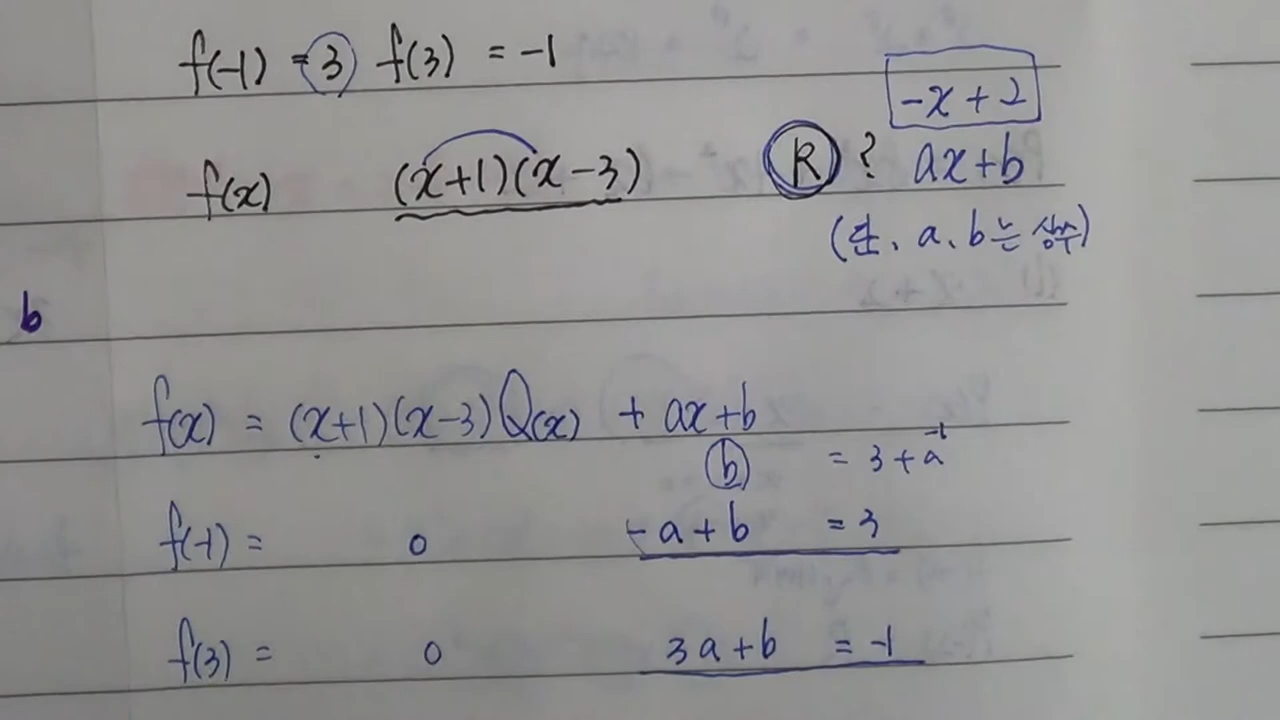 f(-1) = 3 f(3) = -1
-x + 2
f(x) (x+1)(x-3) R ? ax+b
(단, a, b는 상수)
b
f(x) = (x+1)(x-3)Q(x) + ax+b
b = 3 + a -1
f(-1) = 0 -a+b = 3
f(3) = 0 3a+b = -1